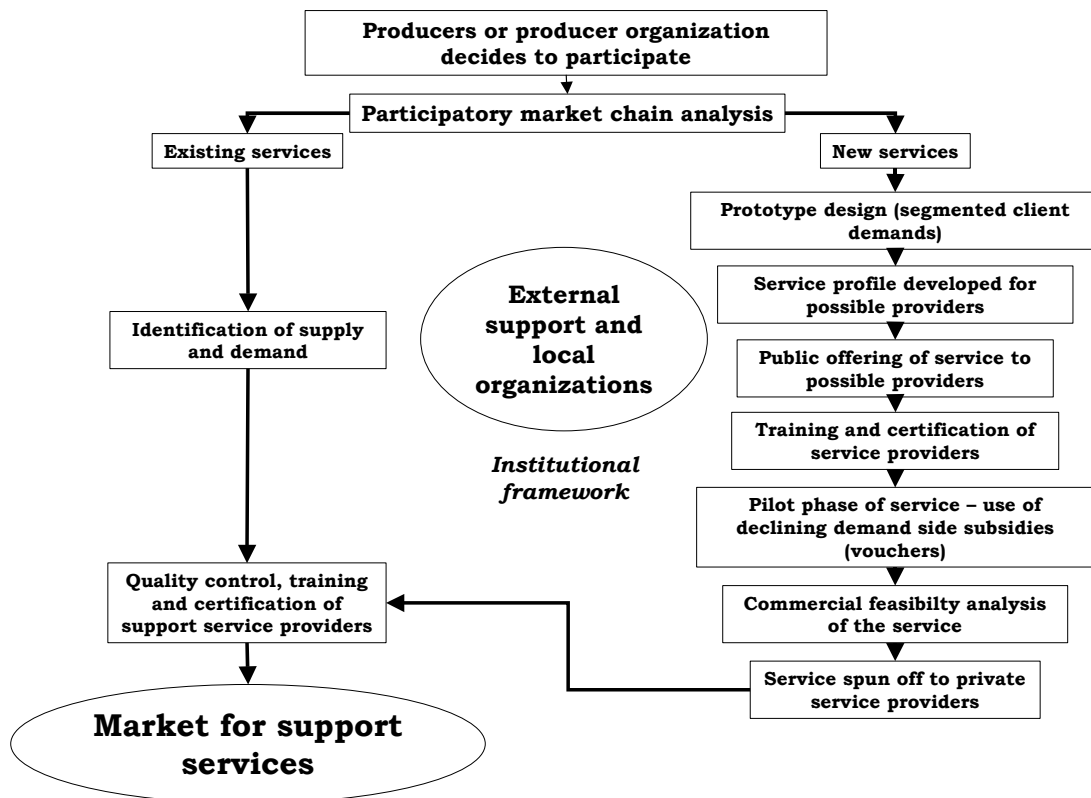 Producers or producer organization
decides to participate
Participatory market chain analysis
Existing services
New services
Prototype design (segmented client
demands)
Service profile developed for
possible providers
External
support and
local
organizations
Identification of supply
and demand
Public offering of service to
possible providers
Training and certification of
service providers
Institutional
framework
Pilot phase of service – use of
declining demand side subsidies
(vouchers)
Quality control, training
and certification of
support service providers
Commercial feasibilty analysis
of the service
Service spun off to private
service providers
Market for support
services